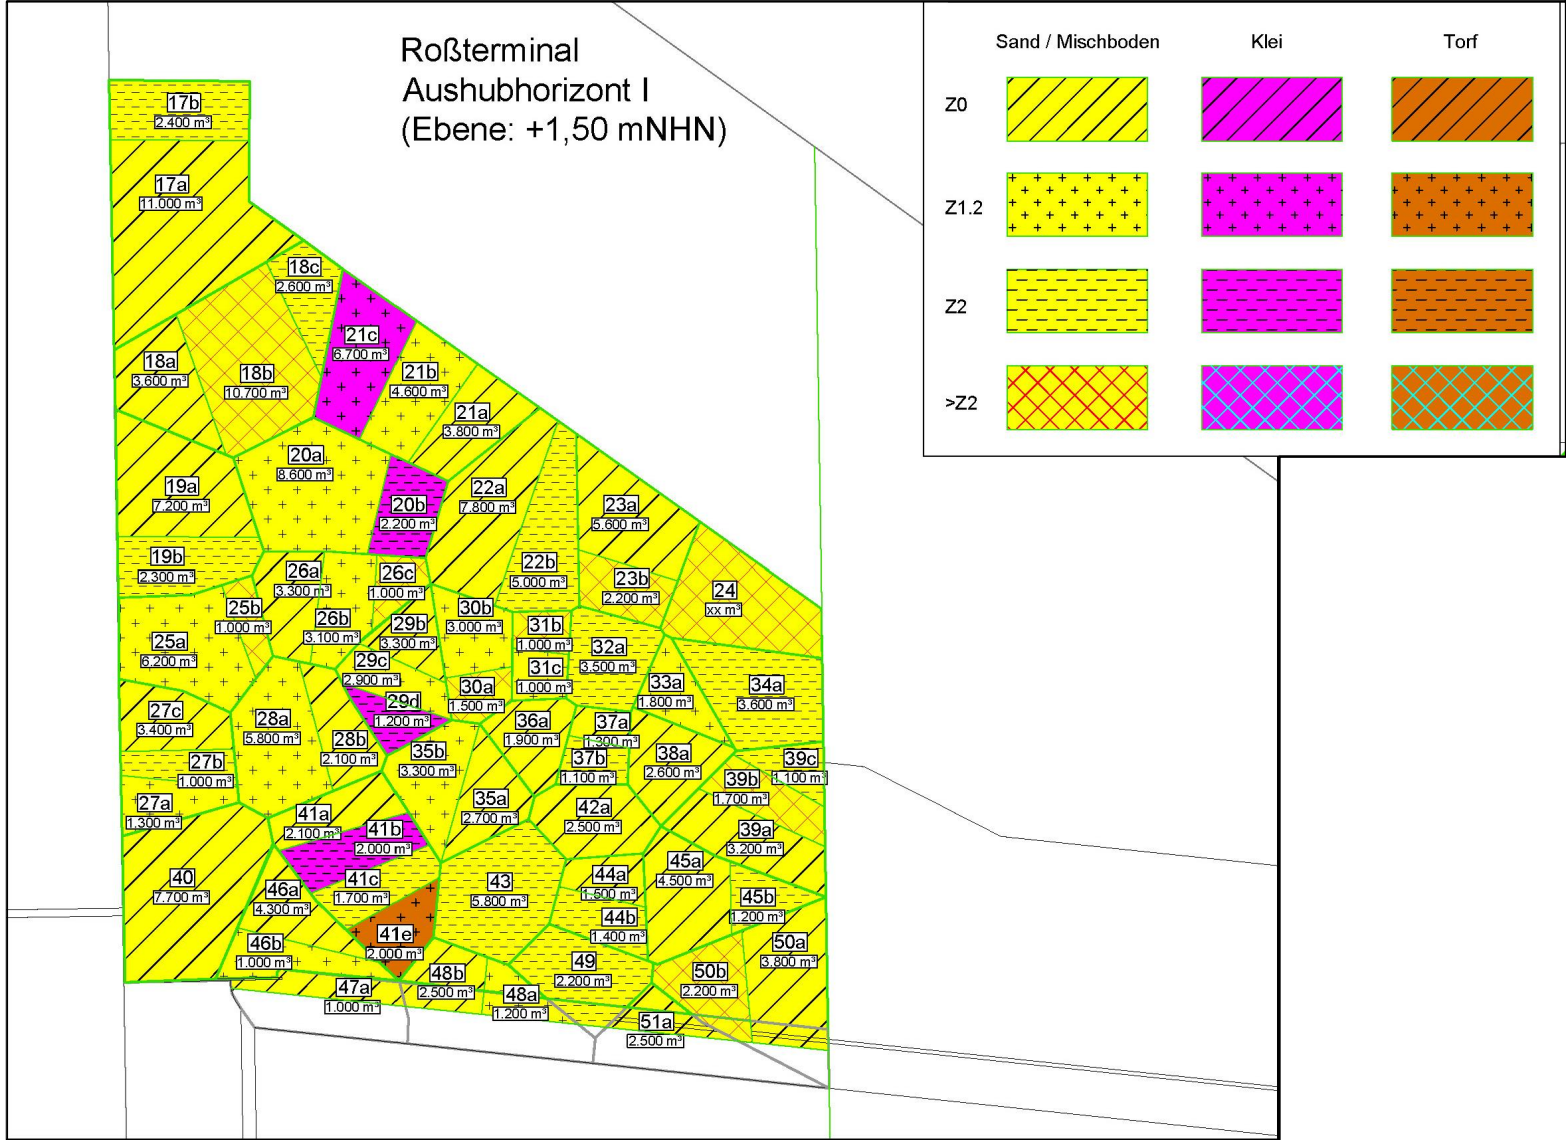 Roßterminal
Aushubhorizont I
(Ebene: +1,50 mNHN)
Sand / Mischboden Klei Torf
Z0
Z1.2
Z2
>Z2
17b
2.400 m³
17a
11.000 m³
18c
2.600 m³
21c
6.700 m³
18a
3.600 m³
18b
10.700 m³
21b
4.600 m³
21a
3.800 m³
20a
8.600 m³
19a
7.200 m³
20b
2.200 m³
22a
7.800 m³
23a
5.600 m³
19b
2.300 m³
26a
3.300 m³
26c
1.000 m³
22b
5.000 m³
23b
2.200 m³
24
xx m³
25b
1.000 m³
26b
3.100 m³
29b
3.300 m³
30b
3.000 m³
31b
1.000 m³
25a
6.200 m³
32a
3.500 m³
29c
2.900 m³
31c
1.000 m³
30a
1.500 m³
33a
1.800 m³
34a
3.600 m³
29d
1.200 m³
27c
3.400 m³
28a
5.800 m³
36a
1.900 m³
37a
1.300 m³
28b
2.100 m³
35b
3.300 m³
27b
1.000 m³
37b
1.100 m³
38a
2.600 m³
39c
1.100 m³
39b
1.700 m³
27a
1.300 m³
35a
2.700 m³
42a
2.500 m³
41a
2.100 m³
41b
2.000 m³
39a
3.200 m³
40
7.700 m³
46a
4.300 m³
41c
1.700 m³
43
5.800 m³
44a
1.500 m³
45a
4.500 m³
45b
1.200 m³
44b
1.400 m³
41e
2.000 m³
46b
1.000 m³
50a
3.800 m³
49
2.200 m³
48b
2.500 m³
50b
2.200 m³
47a
1.000 m³
48a
1.200 m³
51a
2.500 m³